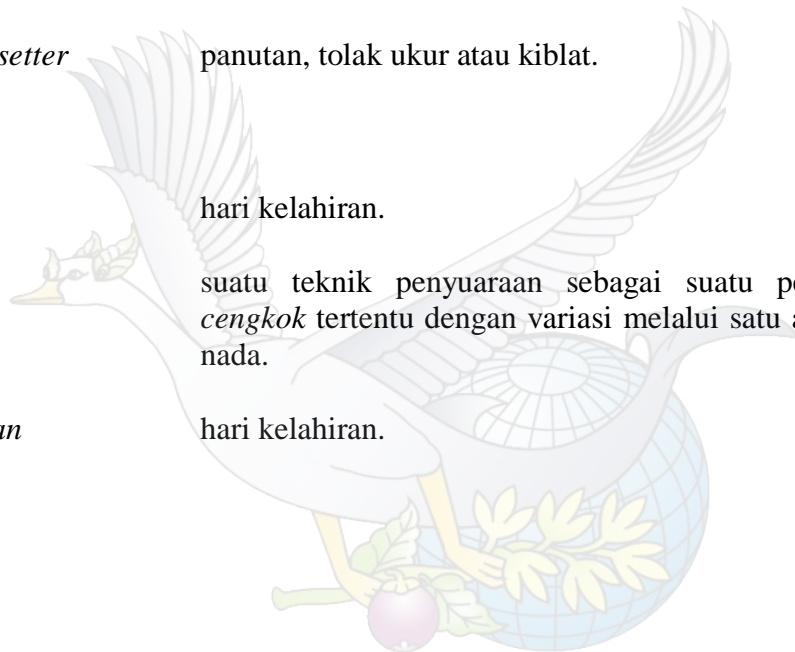 setter panutan, tolak ukur atau kiblat.
hari kelahiran.
suatu teknik penyuaraan sebagai suatu
cengkok tertentu dengan variasi melalui satu
nada.
hari kelahiran.